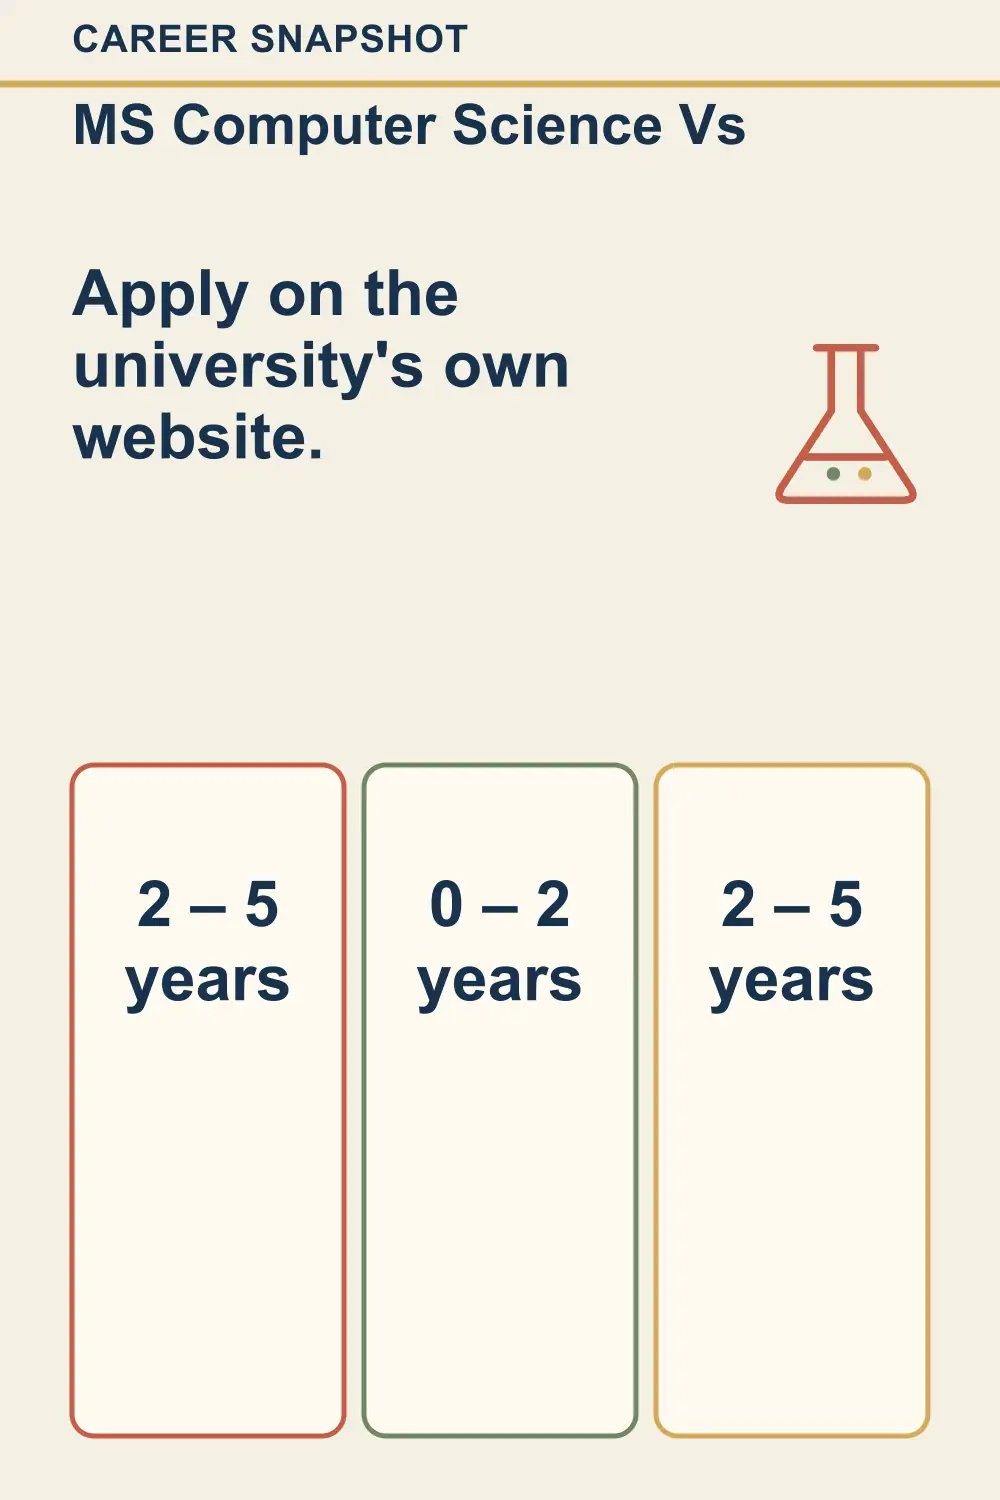 CAREER SNAPSHOT
MS Computer Science Vs
Apply on the
university's own
website.
2 – 5
years
0 – 2
years
2 – 5
years